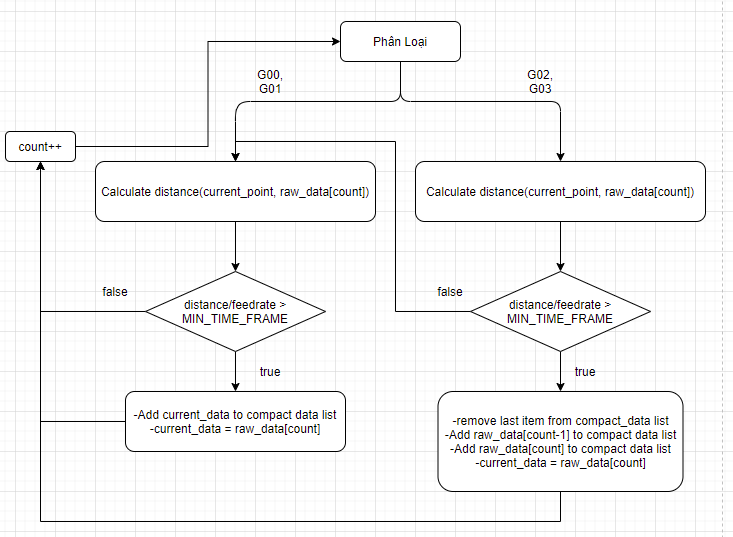 Phân Loại
G00,
G01
G02,
G03
count++
Calculate distance(current_point, raw_data[count])
Calculate distance(current_point, raw_data[count])
false
distance/feedrate >
MIN_TIME_FRAME
false
distance/feedrate >
MIN_TIME_FRAME
true
true
-Add current_data to compact data list
-current_data = raw_data[count]
-remove last item from compact_data list
-Add raw_data[count-1] to compact data list
-Add raw_data[count] to compact data list
-current_data = raw_data[count]